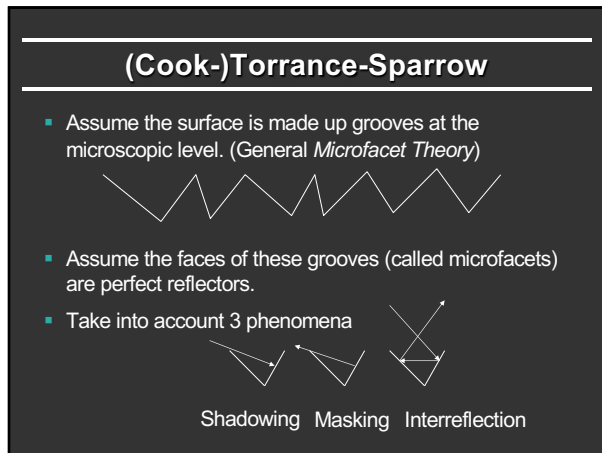 (Cook-)Torrance-Sparrow
▪ Assume the surface is made up grooves at the
microscopic level. (General Microfacet Theory)
▪ Assume the faces of these grooves (called microfacets)
are perfect reflectors.
▪ Take into account 3 phenomena
Shadowing Masking Interreflection